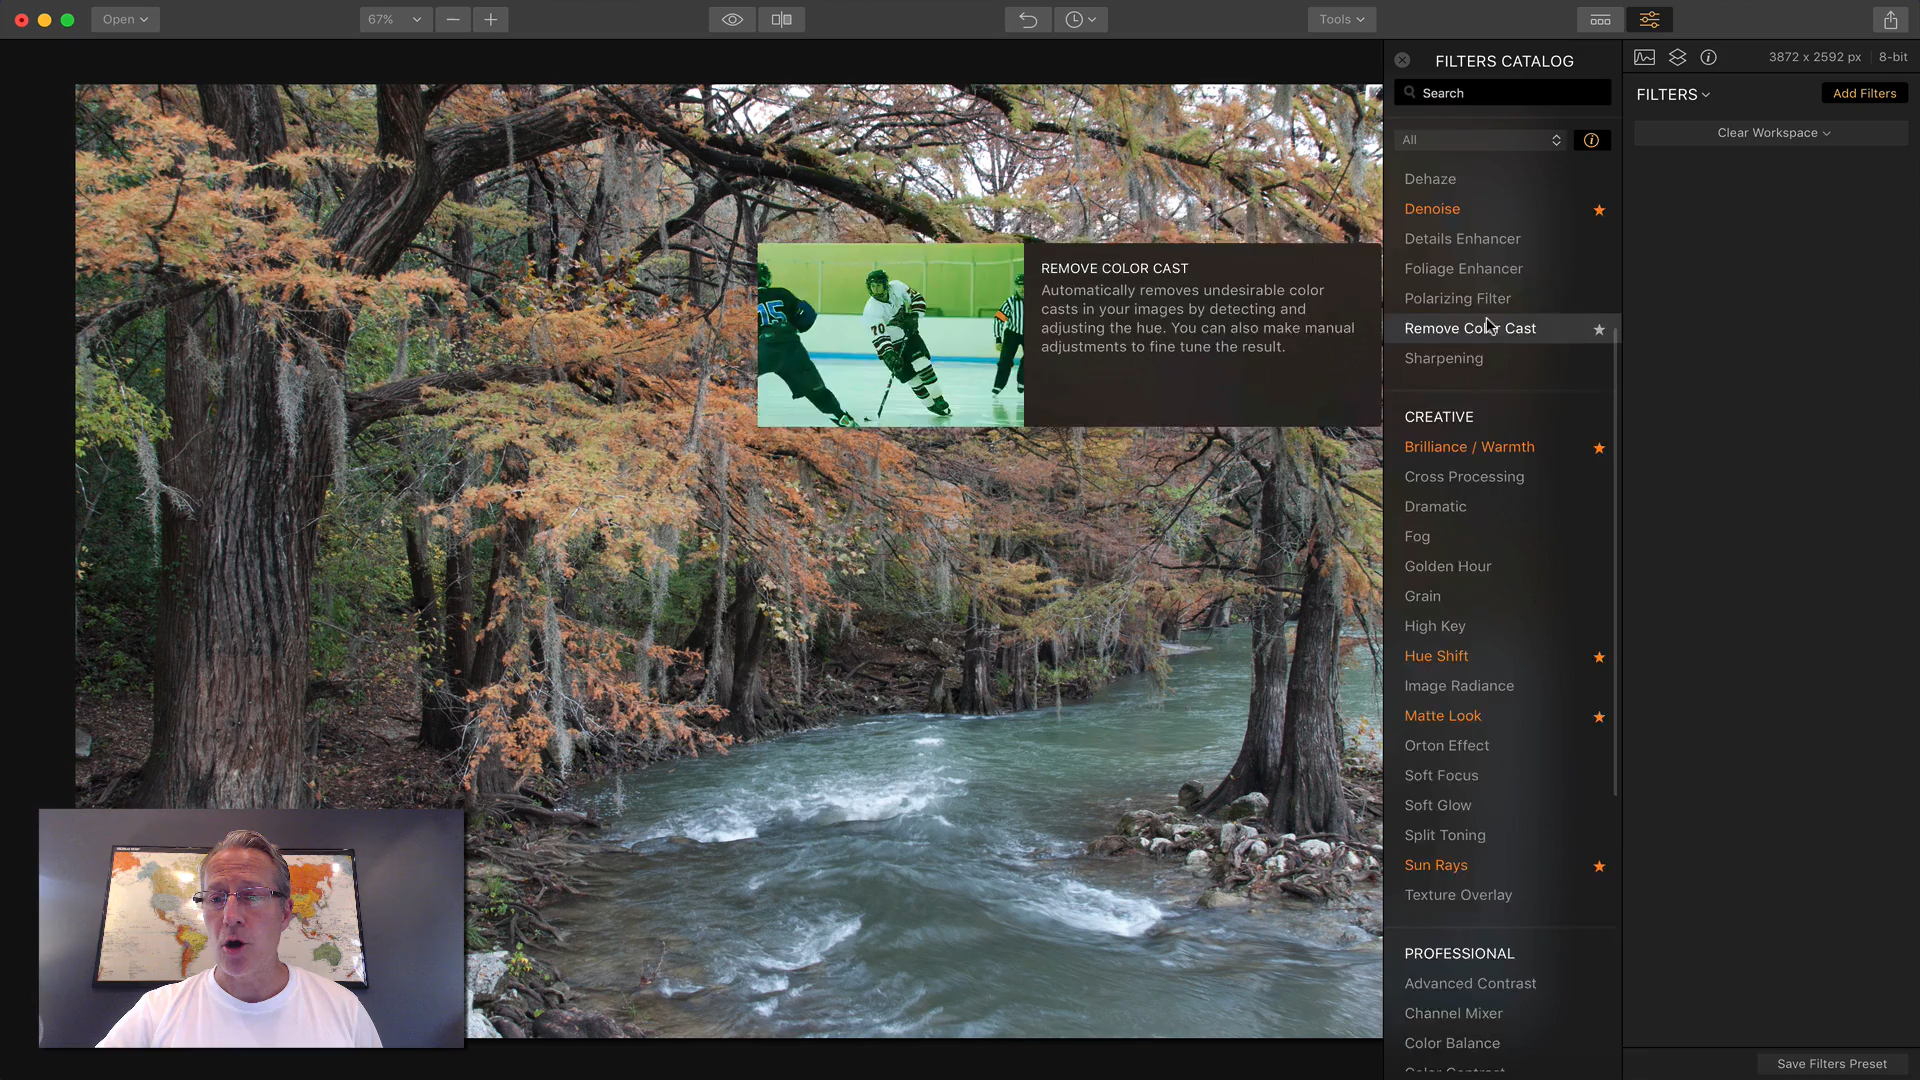 Open
67%
Tools
FILTERS CATALOG
3872 x 2592 px
8-bit
Search
FILTERS
Add Filters
All
Clear Workspace
Dehaze
Denoise
Details Enhancer
Foliage Enhancer
Polarizing Filter
Remove Color Cast
Sharpening
REMOVE COLOR CAST
Automatically removes undesirable color
casts in your images by detecting and
adjusting the hue. You can also make manual
adjustments to fine tune the result.
15
70
CREATIVE
Brilliance / Warmth
Cross Processing
Dramatic
Fog
Golden Hour
Grain
High Key
Hue Shift
Image Radiance
Matte Look
Orton Effect
Soft Focus
Soft Glow
Split Toning
Sun Rays
Texture Overlay
PROFESSIONAL
Advanced Contrast
Channel Mixer
Color Balance
Color Contrast
Save Filters Preset